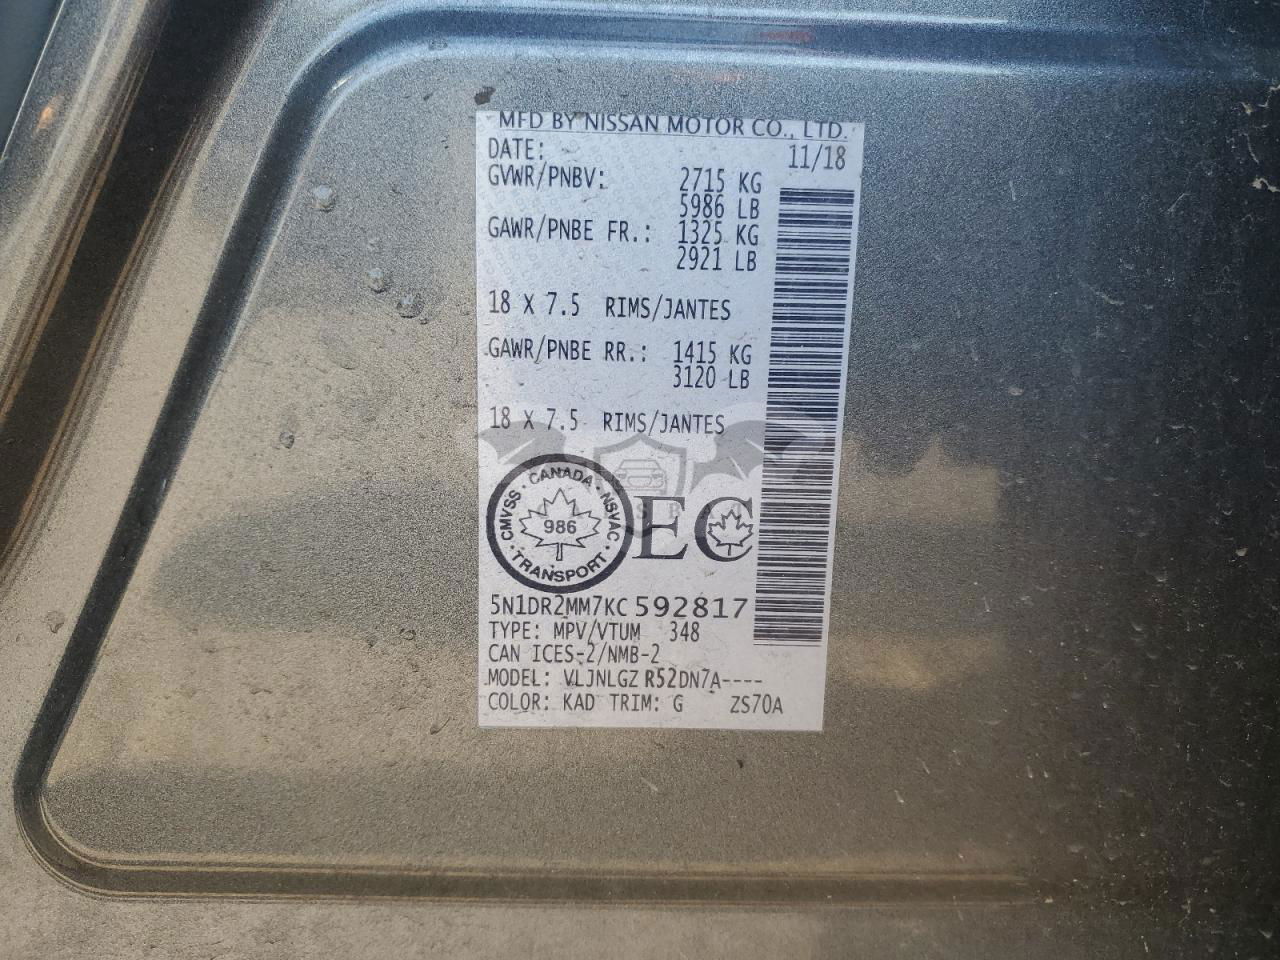 MFD BY NISSAN MOTOR CO., LTD.
DATE: 11/18
GVWR/PNBV: 2715 KG
5986 LB
GAWR/PNBE FR.: 1325 KG
2921 LB
18 X 7.5 RIMS/JANTES
GAWR/PNBE RR.: 1415 KG
3120 LB
18 X 7.5 RIMS/JANTES
CMVSS · CANADA · NSVAC · TRANSPORT ·
986
EC
5N1DR2MM7KC592817
TYPE: MPV/VTUM 348
CAN ICES-2/NMB-2
MODEL: VLJNLGZ R52DN7A----
COLOR: KAD TRIM: G ZS70A